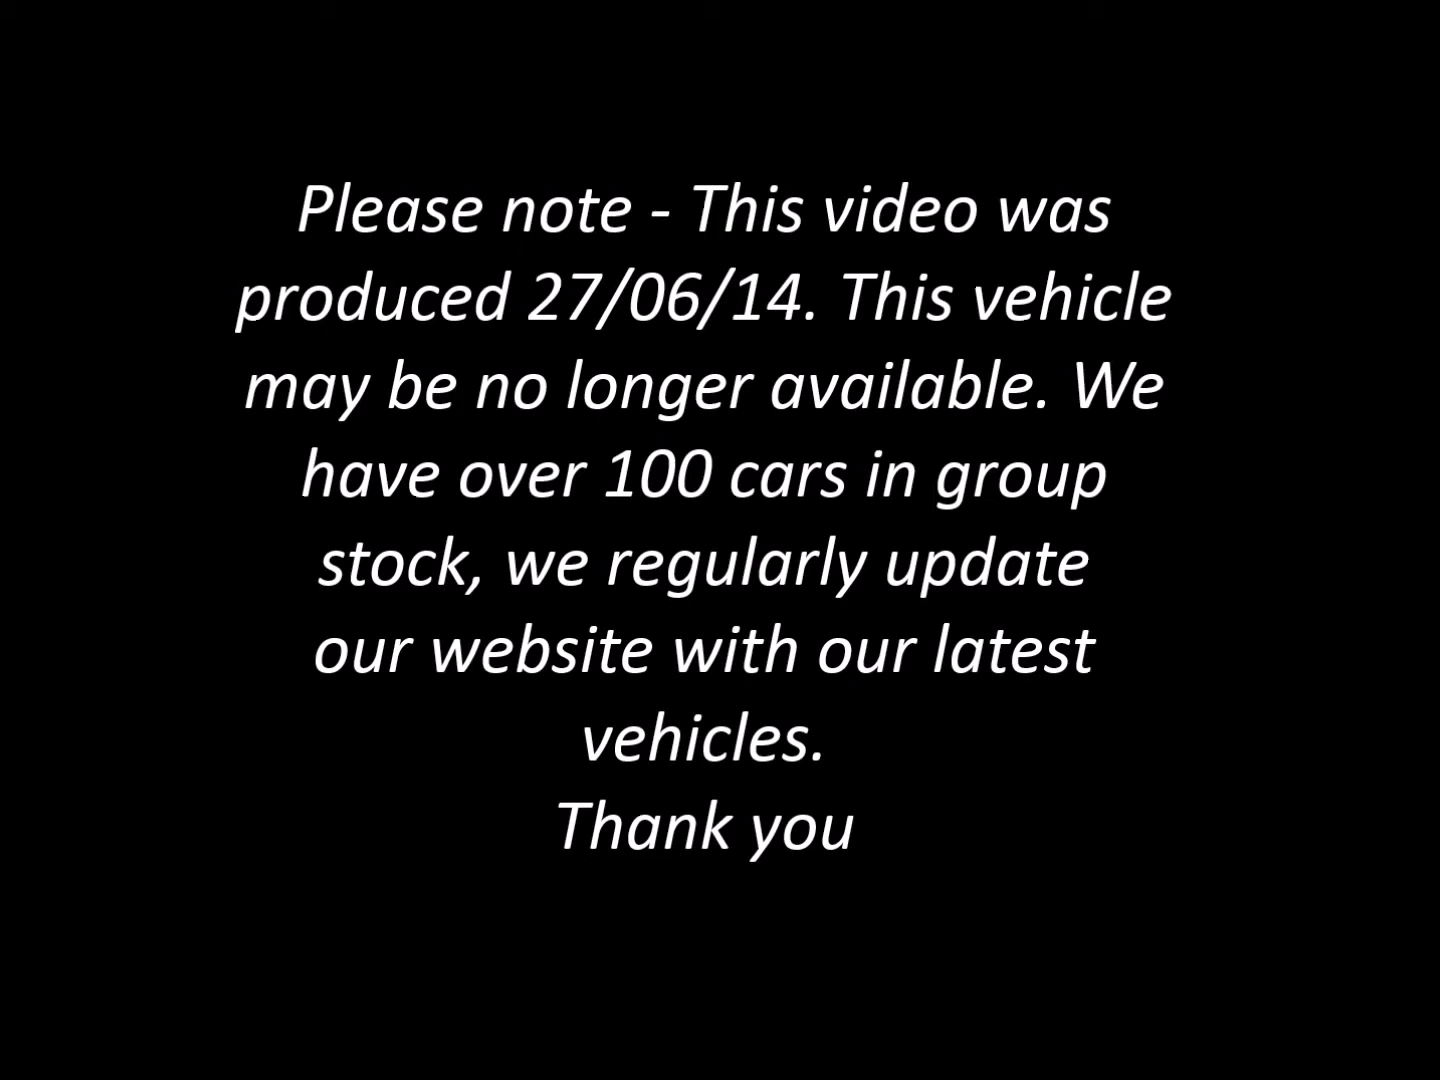 Please note - This video was
produced 27/06/14. This vehicle
may be no longer available. We
have over 100 cars in group
stock, we regularly update
our website with our latest
vehicles.
Thank you